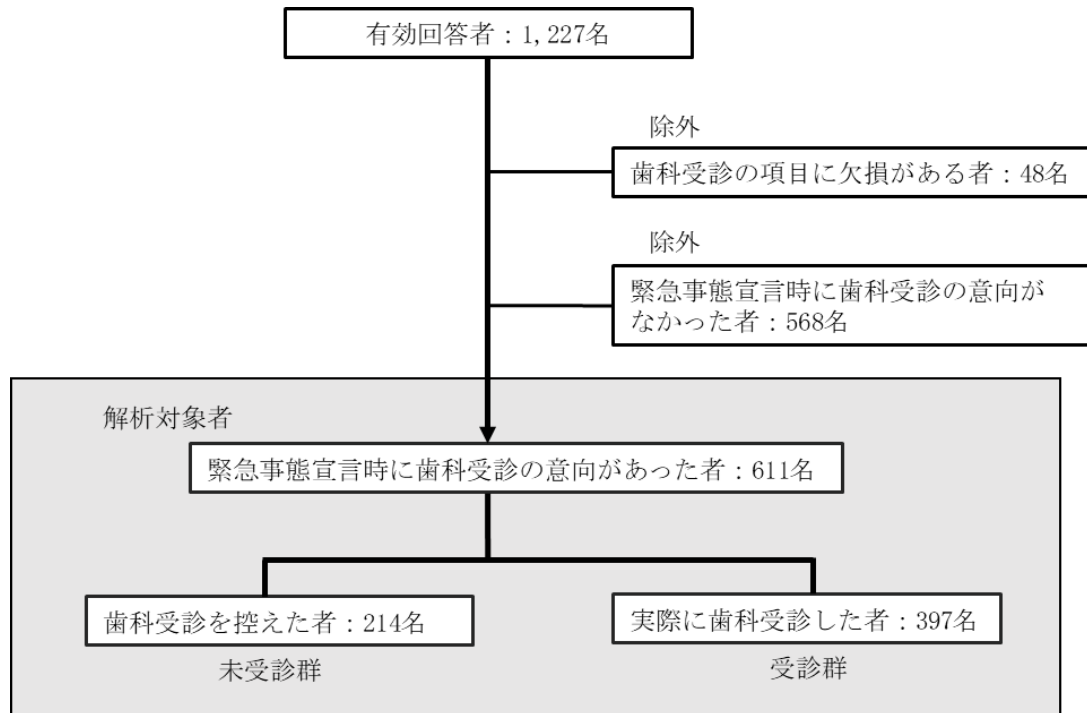 有効回答者：1,227名
除外
歯科受診の項目に欠損がある者：48名
除外
緊急事態宣言時に歯科受診の意向が
なかった者：568名
解析対象者
緊急事態宣言時に歯科受診の意向があった者：611名
歯科受診を控えた者：214名
実際に歯科受診した者：397名
未受診群
受診群